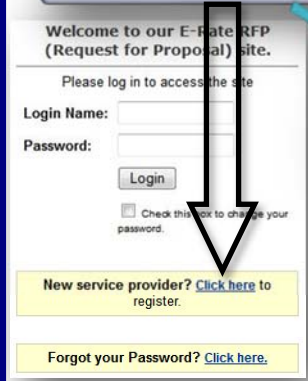 Welcome to our E-Rate RFP
(Request for Proposal) site.
Please log in to access the site
Login Name:
Password:
Login
Check this box to change your
password.
New service provider? Click here to
register.
Forgot your Password? Click here.